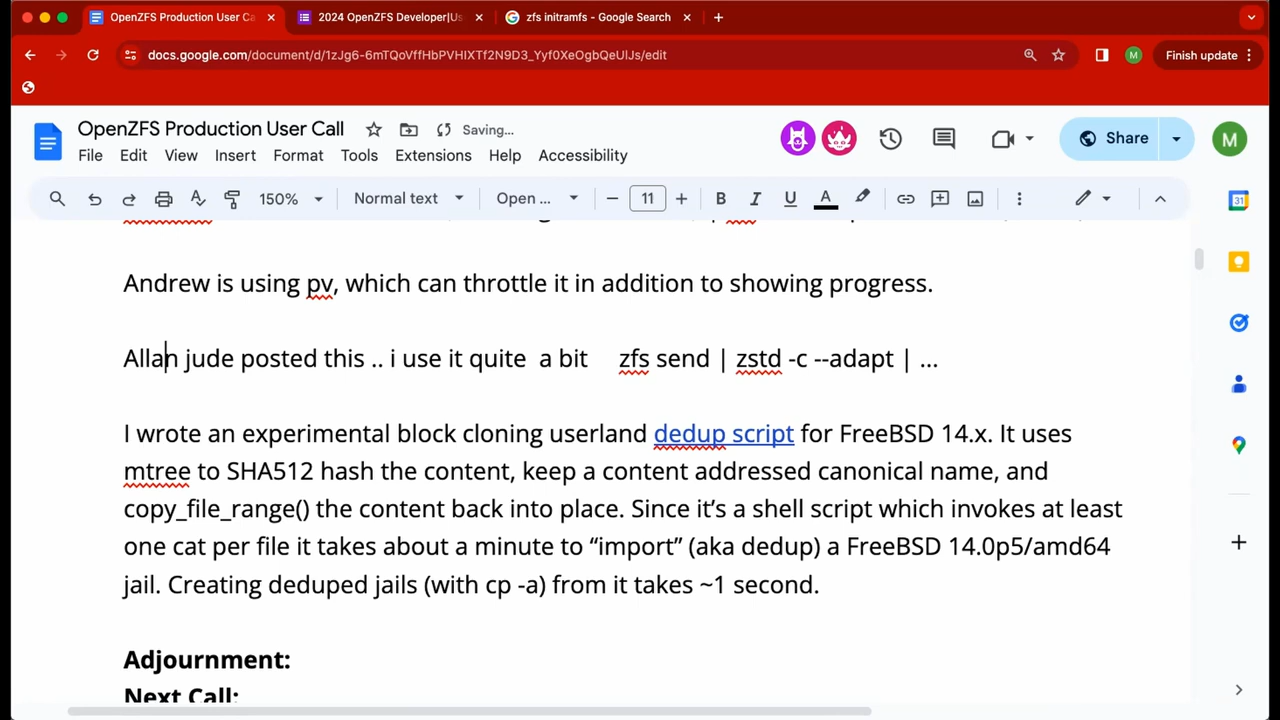 OpenZFS Production User Ca
2024 OpenZFS Developer|Us
zfs initramfs - Google Search
docs.google.com/document/d/1zJg6-6mTQoVffHbPVHIXTf2N9D3_Yyf0XeOgbQeUlJs/edit
M
Finish update
OpenZFS Production User Call
Saving...
Share
M
File Edit View Insert Format Tools Extensions Help Accessibility
150%
Normal text
Open ...
11
B I U A
31
Andrew is using pv, which can throttle it in addition to showing progress.
Allan jude posted this .. i use it quite a bit zfs send | zstd -c --adapt | ...
I wrote an experimental block cloning userland dedup script for FreeBSD 14.x. It uses
mtree to SHA512 hash the content, keep a content addressed canonical name, and
copy_file_range() the content back into place. Since it’s a shell script which invokes at least
one cat per file it takes about a minute to “import” (aka dedup) a FreeBSD 14.0p5/amd64
jail. Creating deduped jails (with cp -a) from it takes ~1 second.
Adjournment:
Next Call: